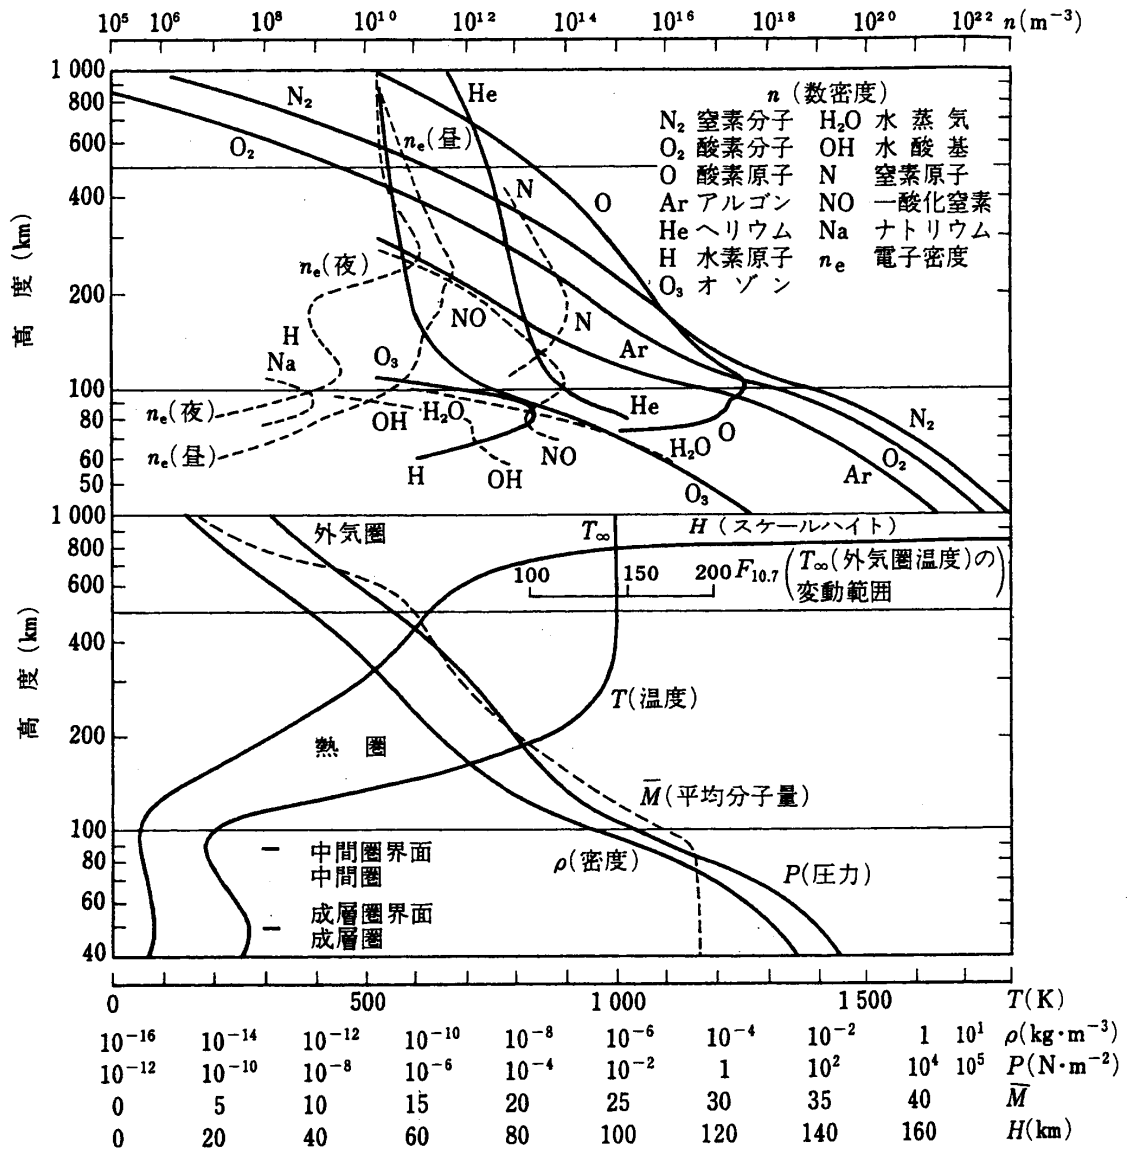 10⁵ 10⁶ 10⁸ 10¹⁰ 10¹² 10¹⁴ 10¹⁶ 10¹⁸ 10²⁰ 10²² n(m⁻³)
1 000
800
600
400
200
100
80
60
50
高度(km)
N₂
O₂
He
nₑ(昼)
N
O
n (数密度)
N₂ 窒素分子 H₂O 水蒸気
O₂ 酸素分子 OH 水酸基
O 酸素原子 N 窒素原子
Ar アルゴン NO 一酸化窒素
He ヘリウム Na ナトリウム
H 水素原子 nₑ 電子密度
O₃ オゾン
nₑ(夜)
H
Na
NO
N
O₃
Ar
nₑ(夜)
nₑ(昼)
OH
H₂O
He
O
N₂
H
OH
NO
H₂O
O₃
Ar
O₂
1 000
800
600
400
200
100
80
60
40
高度(km)
外気圏
T∞
H (スケールハイト)
100 150 200 F₁₀.₇ (T∞(外気圏温度)の
変動範囲)
T(温度)
熱圏
M̅(平均分子量)
ρ(密度)
P(圧力)
中間圏界面
中間圏
成層圏界面
成層圏
0 500 1 000 1 500 T(K)
10⁻¹⁶ 10⁻¹⁴ 10⁻¹² 10⁻¹⁰ 10⁻⁸ 10⁻⁶ 10⁻⁴ 10⁻² 1 10¹ ρ(kg·m⁻³)
10⁻¹² 10⁻¹⁰ 10⁻⁸ 10⁻⁶ 10⁻⁴ 10⁻² 1 10² 10⁴ 10⁵ P(N·m⁻²)
0 5 10 15 20 25 30 35 40 M̅
0 20 40 60 80 100 120 140 160 H(km)